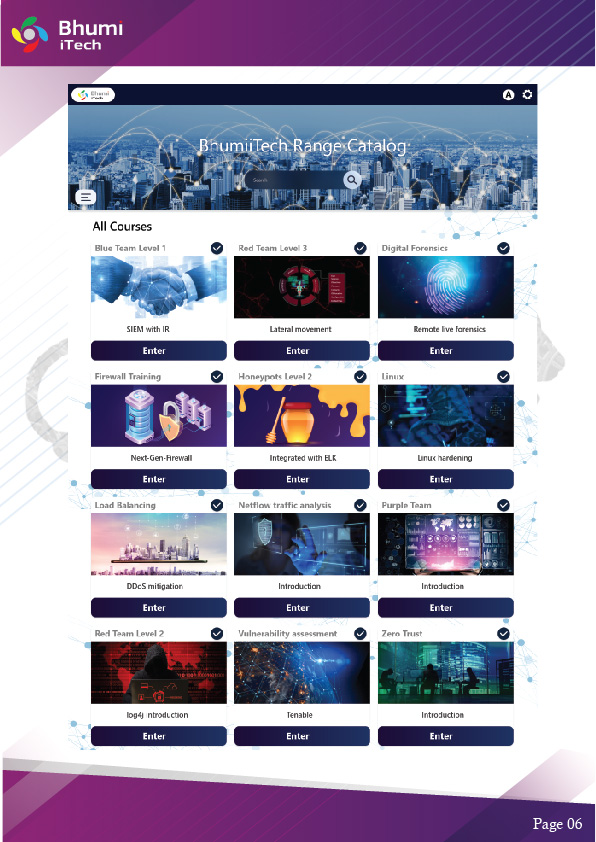 Bhumi
iTech
Bhumi
iTech
A
BhumiiTech Range Catalog
Search
All Courses
Blue Team Level 1
Red Team Level 3
Digital Forensics
SIEM with IR
Lateral movement
Remote live forensics
Enter
Enter
Enter
Firewall Training
Honeypots Level 2
Linux
Next-Gen-Firewall
Integrated with ELK
Linux hardening
Enter
Enter
Enter
Load Balancing
Netflow traffic analysis
Purple Team
DDoS mitigation
Introduction
Introduction
Enter
Enter
Enter
Red Team Level 2
Vulnerability assessment
Zero Trust
log4j introduction
Tenable
Introduction
Enter
Enter
Enter
Page 06